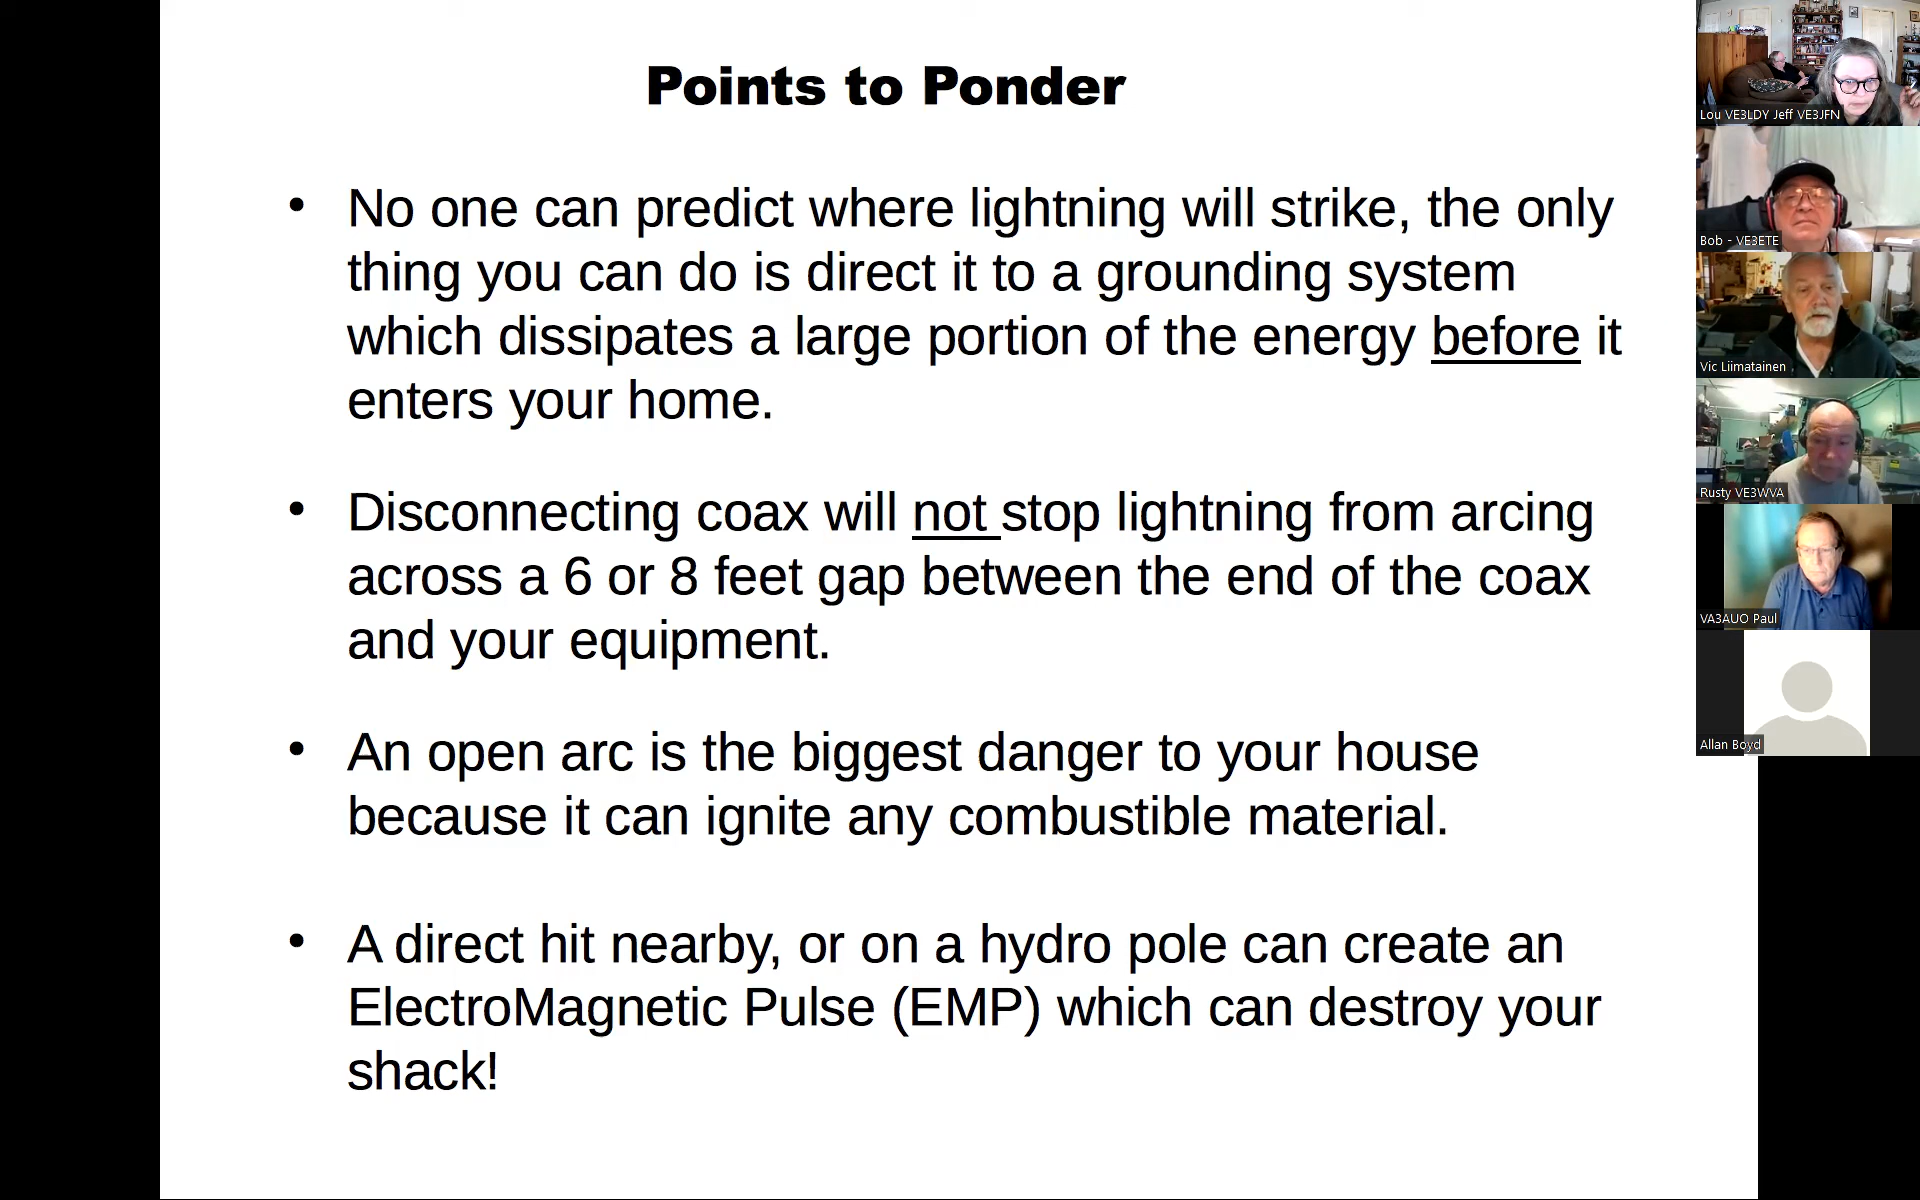 Points to Ponder
• No one can predict where lightning will strike, the only
thing you can do is direct it to a grounding system
which dissipates a large portion of the energy before it
enters your home.
• Disconnecting coax will not stop lightning from arcing
across a 6 or 8 feet gap between the end of the coax
and your equipment.
• An open arc is the biggest danger to your house
because it can ignite any combustible material.
• A direct hit nearby, or on a hydro pole can create an
ElectroMagnetic Pulse (EMP) which can destroy your
shack!
Lou VE3LDY Jeff VE3JFN
Bob - VE3ETE
Vic Liimatainen
Rusty VE3WVA
VA3AUO Paul
Allan Boyd